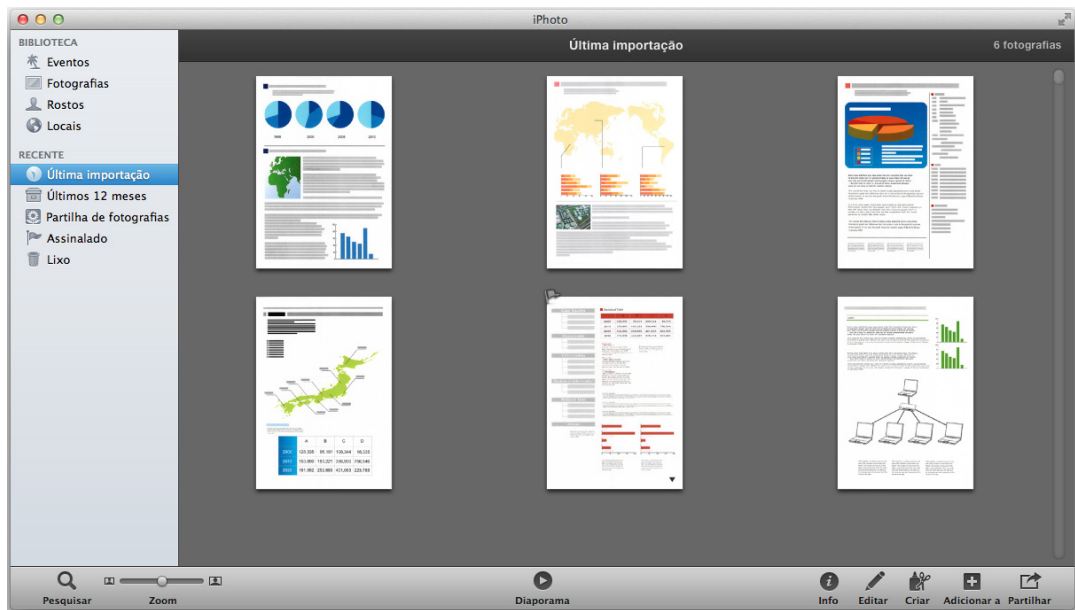 iPhoto
BIBLIOTECA
Eventos
Fotografias
Rostos
Locais
RECENTE
Última importação
Últimos 12 meses
Partilha de fotografias
Assinalado
Lixo
Última importação
6 fotografias
A B C D
Pesquisar
Zoom
Diaporama
Info
Editar
Criar
Adicionar a
Partilhar